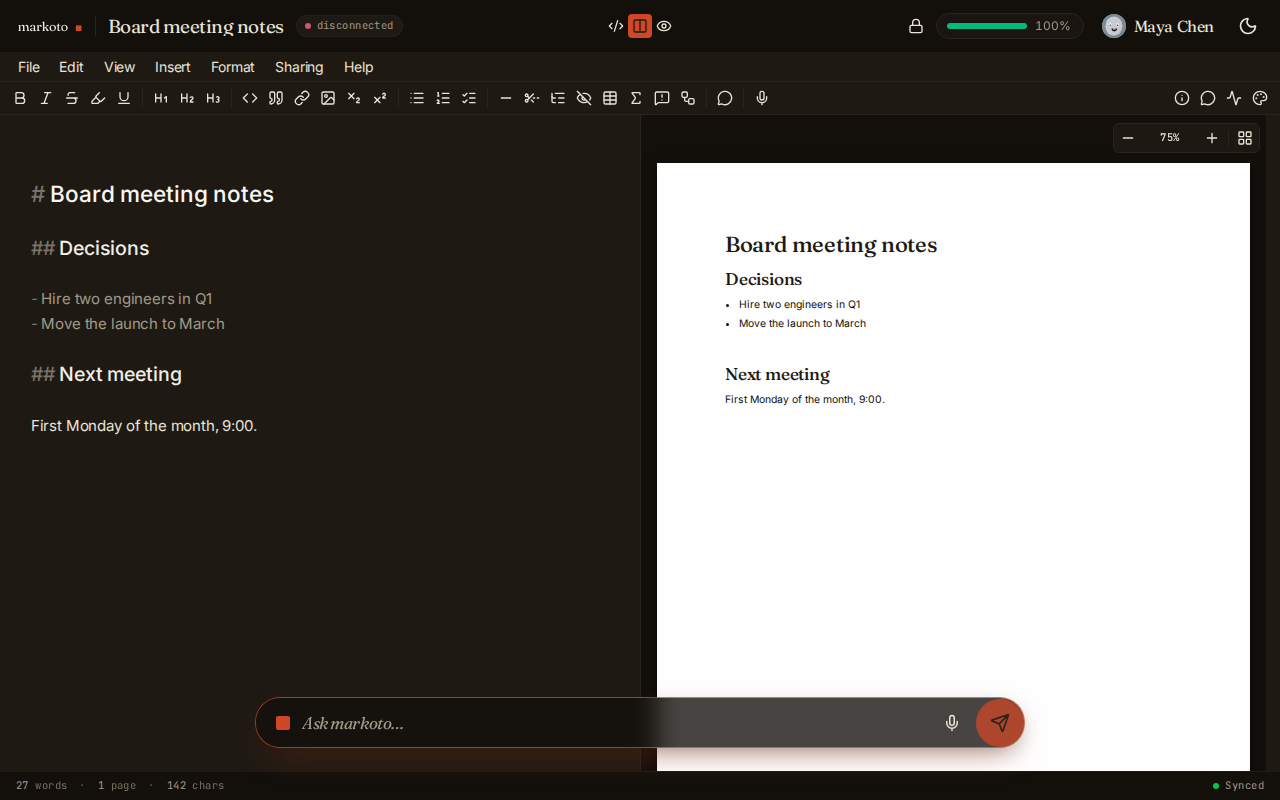 markoto
Board meeting notes
disconnected
100%
Maya Chen
File Edit View Insert Format Sharing Help
H1 H2 H3
75%
# Board meeting notes
## Decisions
- Hire two engineers in Q1
- Move the launch to March
## Next meeting
First Monday of the month, 9:00.
Board meeting notes
Decisions
• Hire two engineers in Q1
• Move the launch to March
Next meeting
First Monday of the month, 9:00.
Ask markoto...
27 words · 1 page · 142 chars
Synced